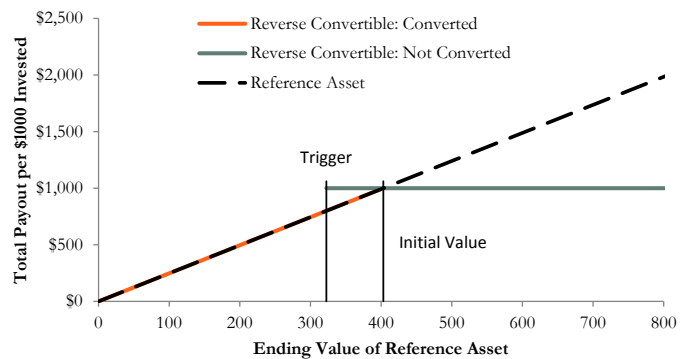 $2,500
$2,000
$1,500
$1,000
$500
$0
Total Payout per $1000 Invested
Reverse Convertible: Converted
Reverse Convertible: Not Converted
Reference Asset
Trigger
Initial Value
0 100 200 300 400 500 600 700 800
Ending Value of Reference Asset